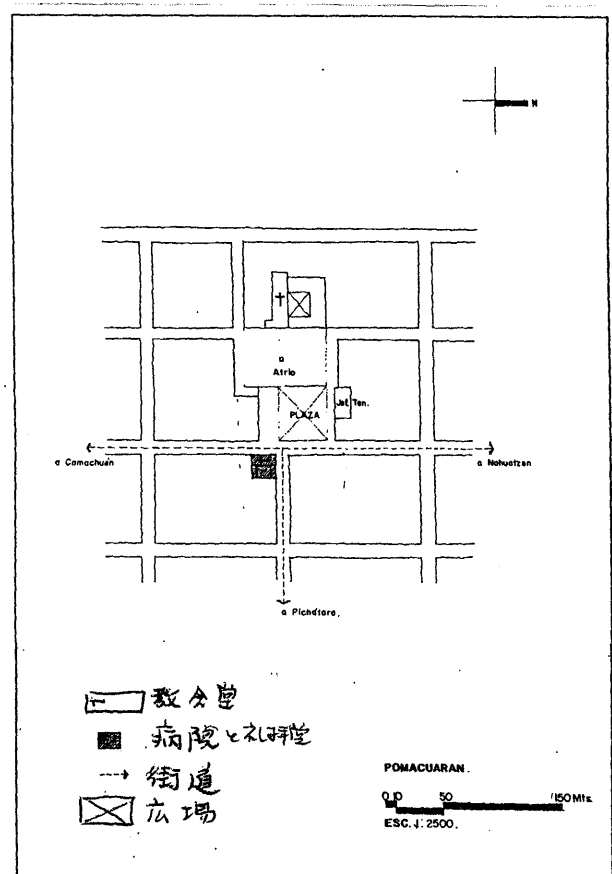 N
Atrio
PLAZA
Jef. Ten.
a Camachuén
a Nahuatzen
a Pichátaro.
教会堂
病院と礼拝堂
街道
広場
POMACUARAN.
0 10 50 150 Mts.
ESC. 1:2500.